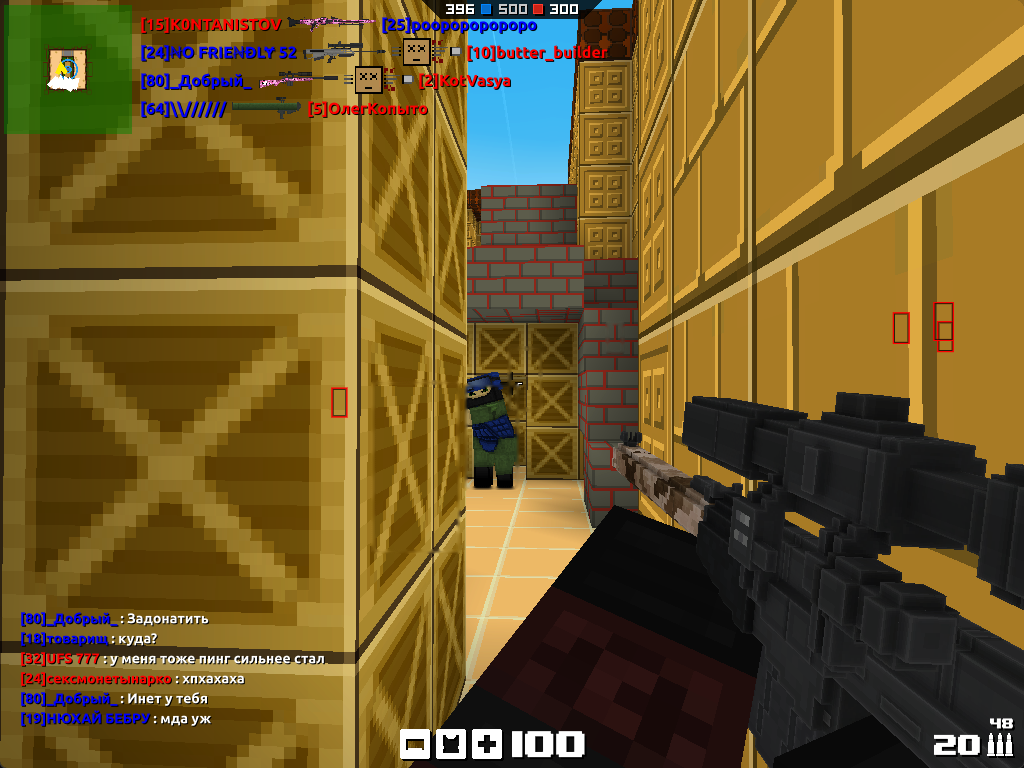 396 500 300
[15]K0NTANISTOV [25]роророророро
[24]NO FRIENDLY 52 [10]butter_builder
[80]_Добрый_ [2]KotVasya
[64]\\////// [5]ОлегКопыто
[80]_Добрый_ : Задонатить
[18]товарищ : куда?
[32]UFS 777 : у меня тоже пинг сильнее стал
[24]сексмонетынарко : хпхахаха
[80]_Добрый_ : Инет у тебя
[19]НЮХАЙ БЕБРУ : мда уж
100
48
20